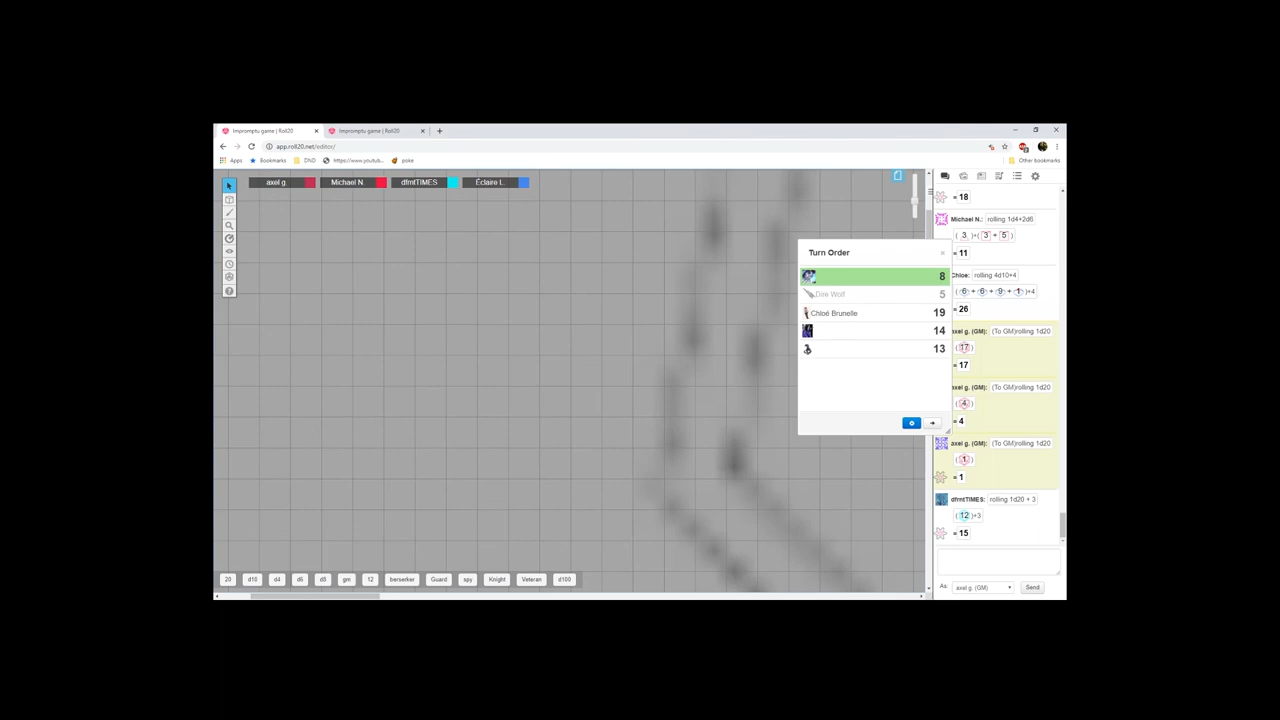 Impromptu game | Roll20 × Impromptu game | Roll20 × +
app.roll20.net/editor/
Apps Bookmarks DND https://www.youtub... poke Other bookmarks
axel g. Michael N. dfmtTIMES Éclaire L.
= 18
Michael N.: rolling 1d4+2d6
( 3 )+( 3 + 5 )
= 11
Chloe: rolling 4d10+4
( 6 + 6 + 9 + 1 )+4
= 26
axel g. (GM): (To GM)rolling 1d20
( 17 )
= 17
axel g. (GM): (To GM)rolling 1d20
( 4 )
= 4
axel g. (GM): (To GM)rolling 1d20
( 1 )
= 1
dfmtTIMES: rolling 1d20 + 3
( 12 )+3
= 15
Turn Order ×
8
Dire Wolf 5
Chloé Brunelle 19
14
13
20 d10 d4 d6 d8 gm 12 berserker Guard spy Knight Veteran d100
As: axel g. (GM) Send